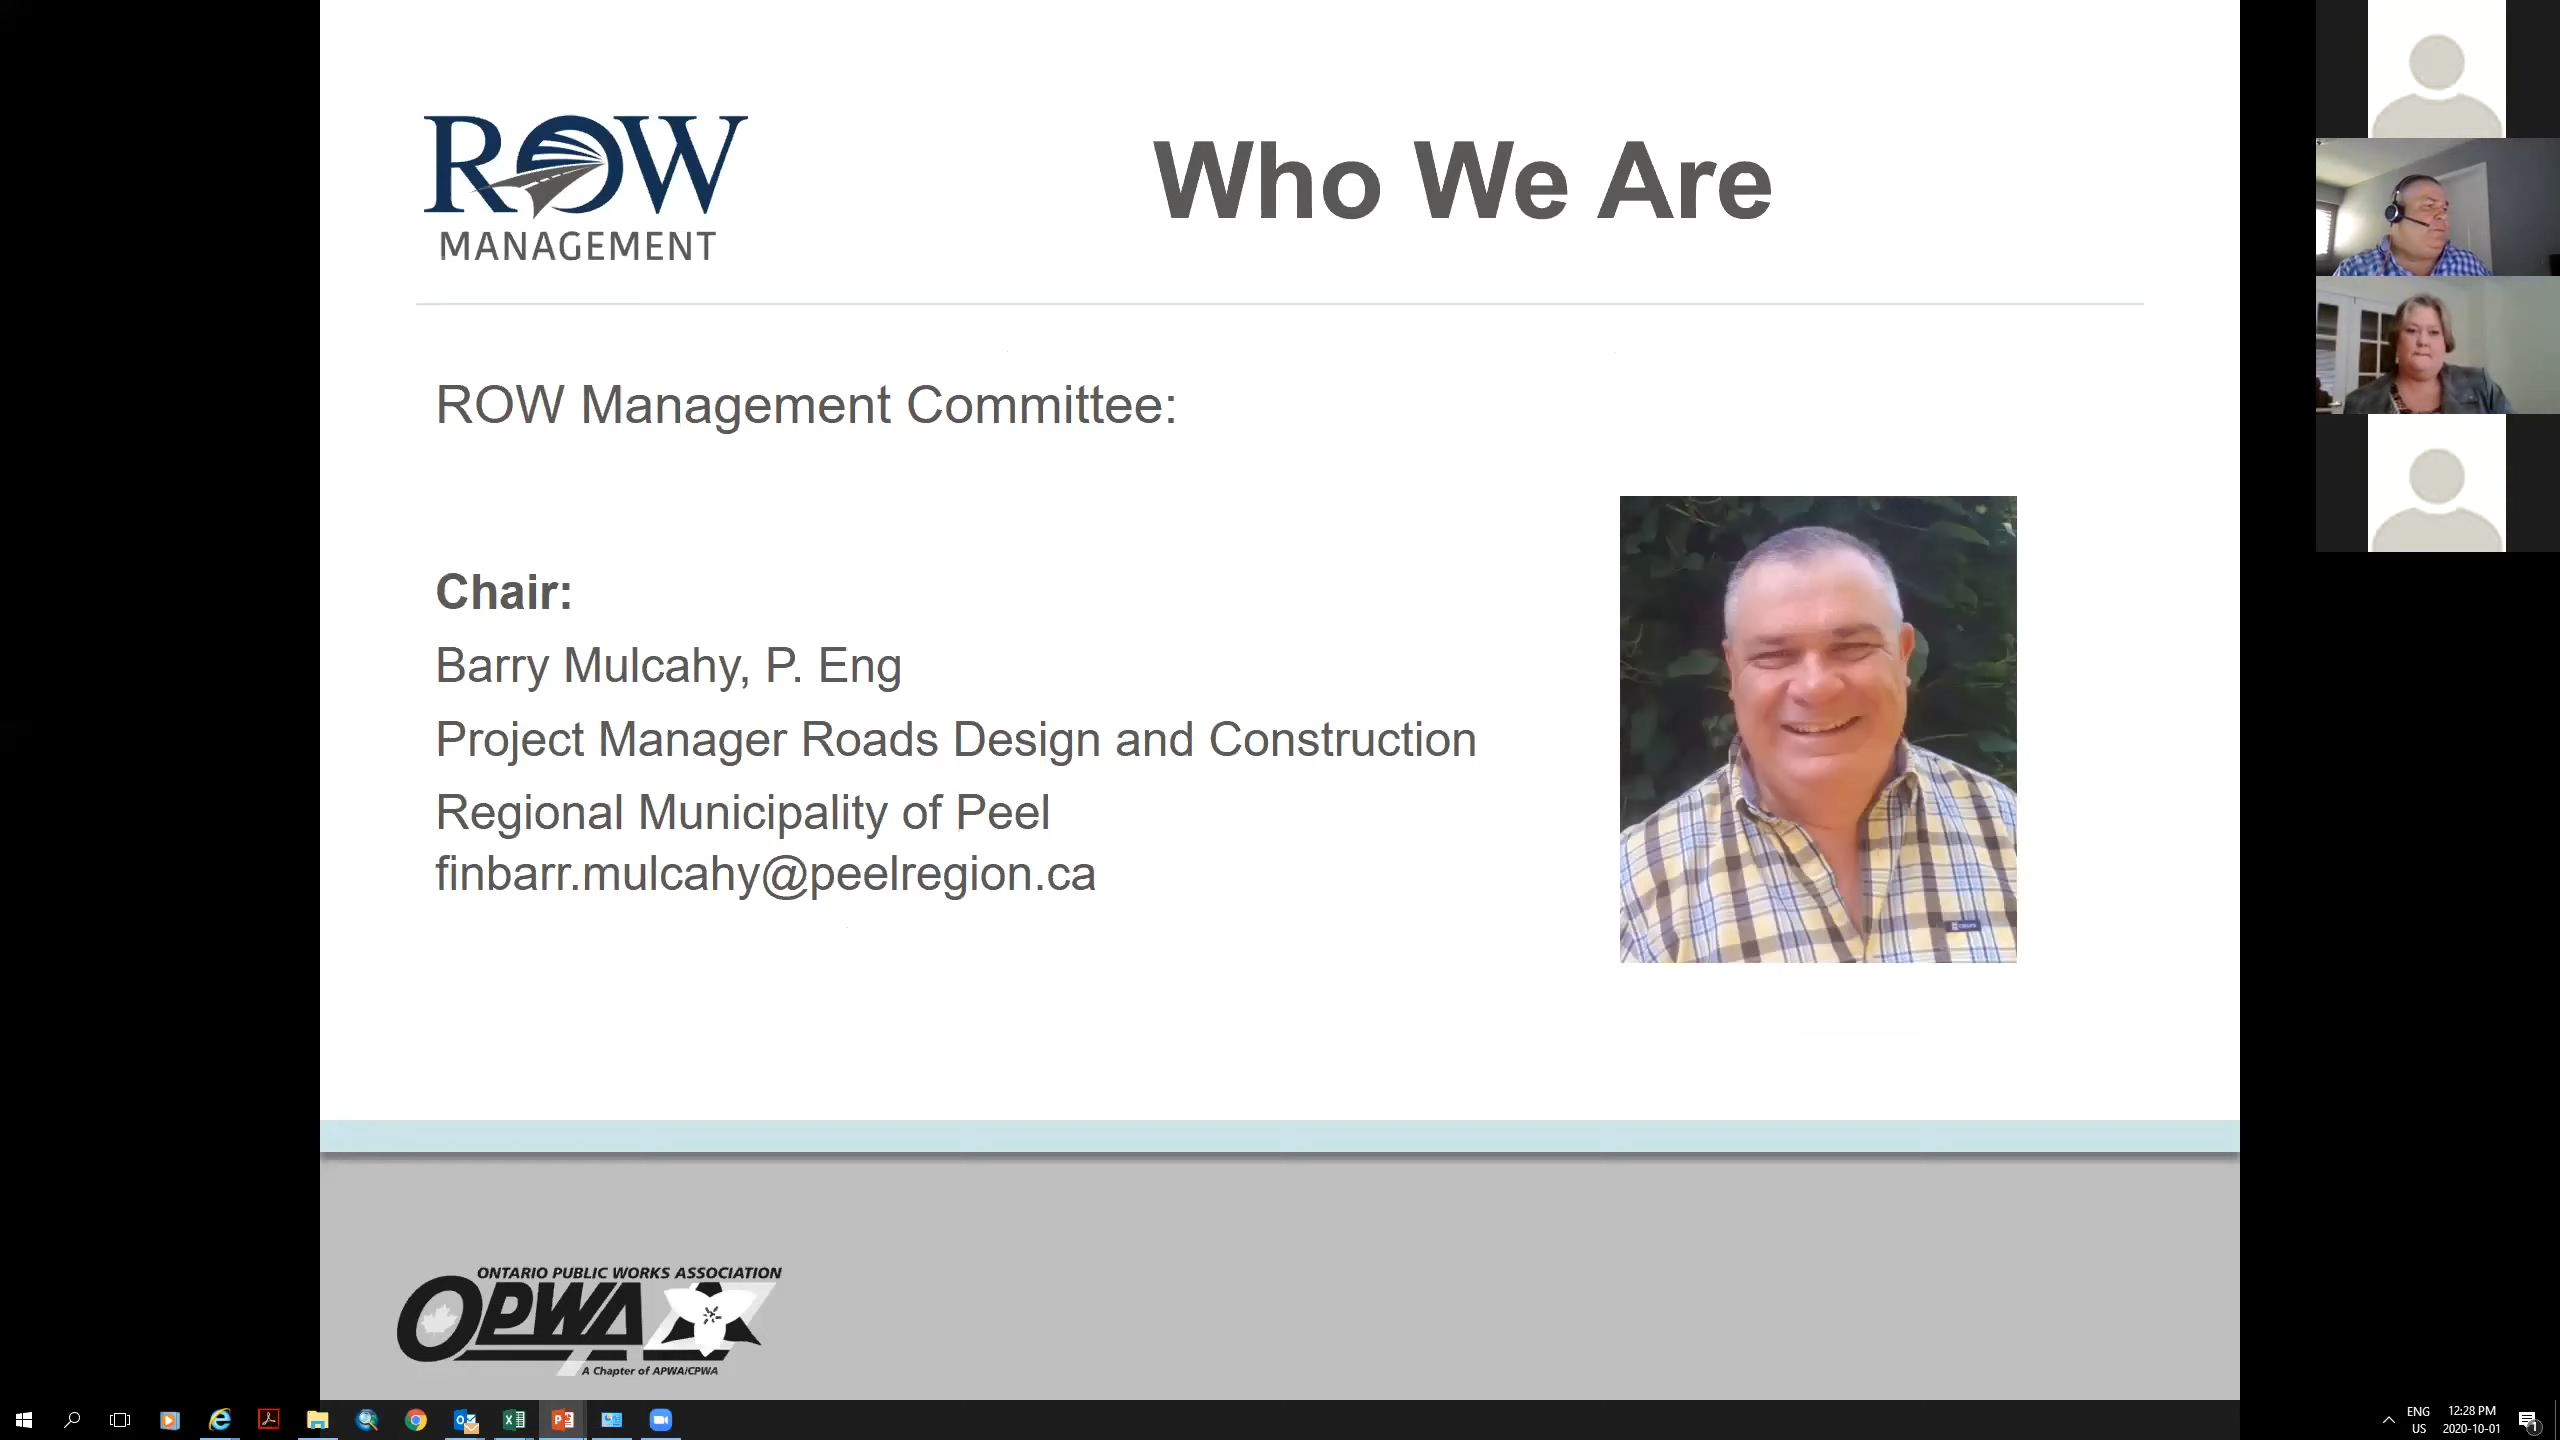 ROW
MANAGEMENT
Who We Are
ROW Management Committee:
Chair:
Barry Mulcahy, P. Eng
Project Manager Roads Design and Construction
Regional Municipality of Peel
finbarr.mulcahy@peelregion.ca
ONTARIO PUBLIC WORKS ASSOCIATION
OPWA
A Chapter of APWA/CPWA
ENG
US
12:28 PM
2020-10-01
1